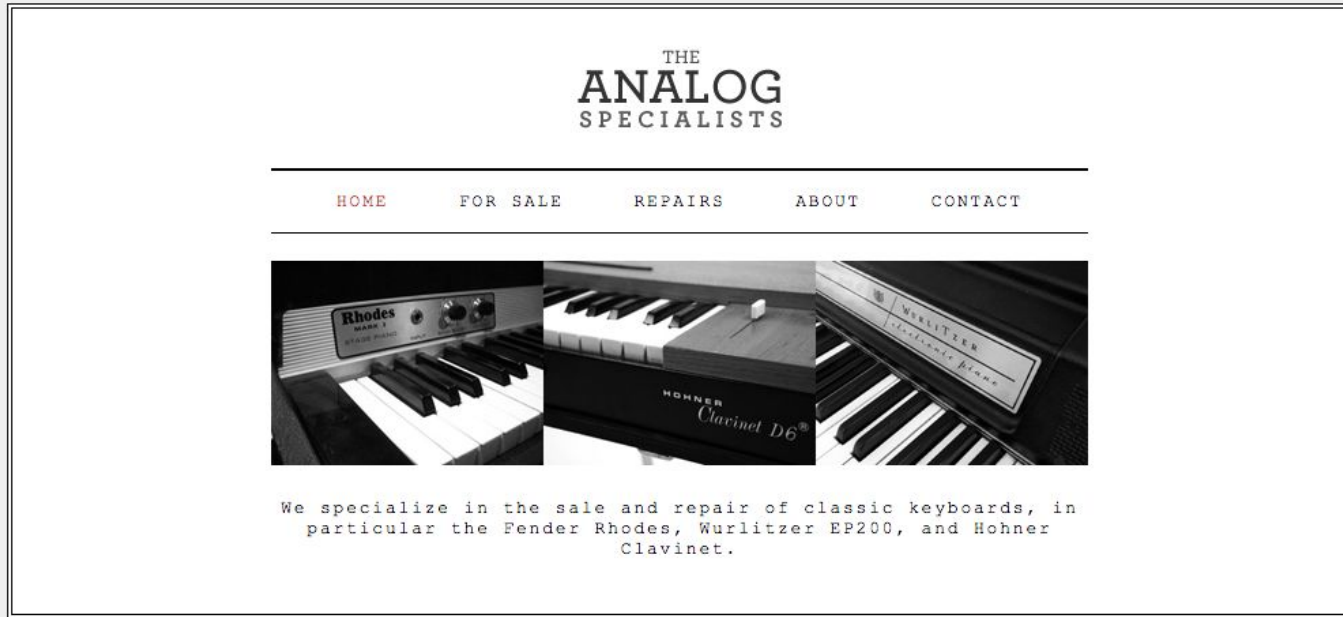 THE
ANALOG
SPECIALISTS
HOME FOR SALE REPAIRS ABOUT CONTACT
Rhodes
MARK I
STAGE PIANO
INPUT
HOHNER
Clavinet D6®
WURLITZER
electronic piano
We specialize in the sale and repair of classic keyboards, in
particular the Fender Rhodes, Wurlitzer EP200, and Hohner
Clavinet.